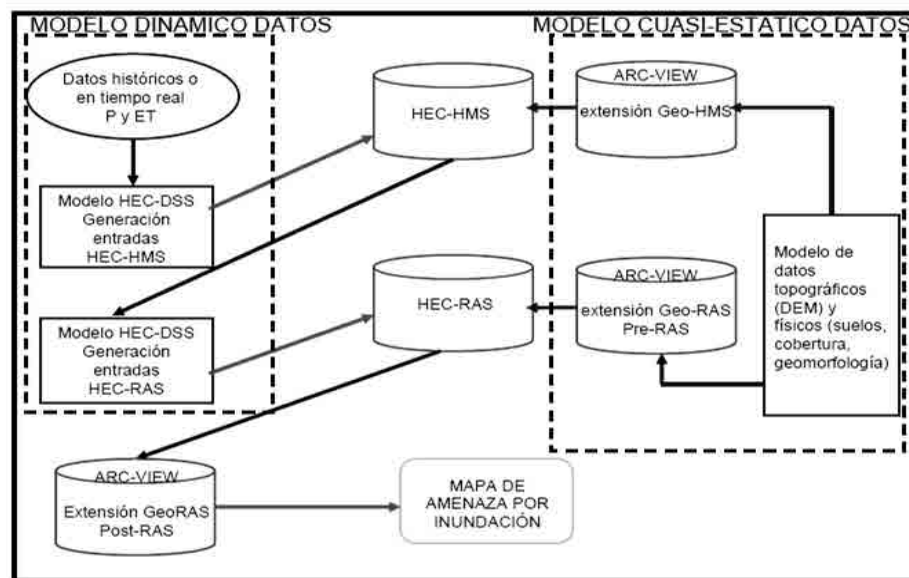 MODELO DINAMICO DATOS
MODELO CUASI-ESTÁTICO DATOS
Datos históricos o
en tiempo real
P y ET
HEC-HMS
ARC-VIEW
extensión Geo-HMS
Modelo HEC-DSS
Generación
entradas
HEC-HMS
Modelo de
datos
topográficos
(DEM) y
físicos (suelos,
cobertura,
geomorfología)
HEC-RAS
ARC-VIEW
extensión Geo-RAS
Pre-RAS
Modelo HEC-DSS
Generación
entradas
HEC-RAS
ARC-VIEW
Extensión GeoRAS
Post-RAS
MAPA DE
AMENAZA POR
INUNDACIÓN